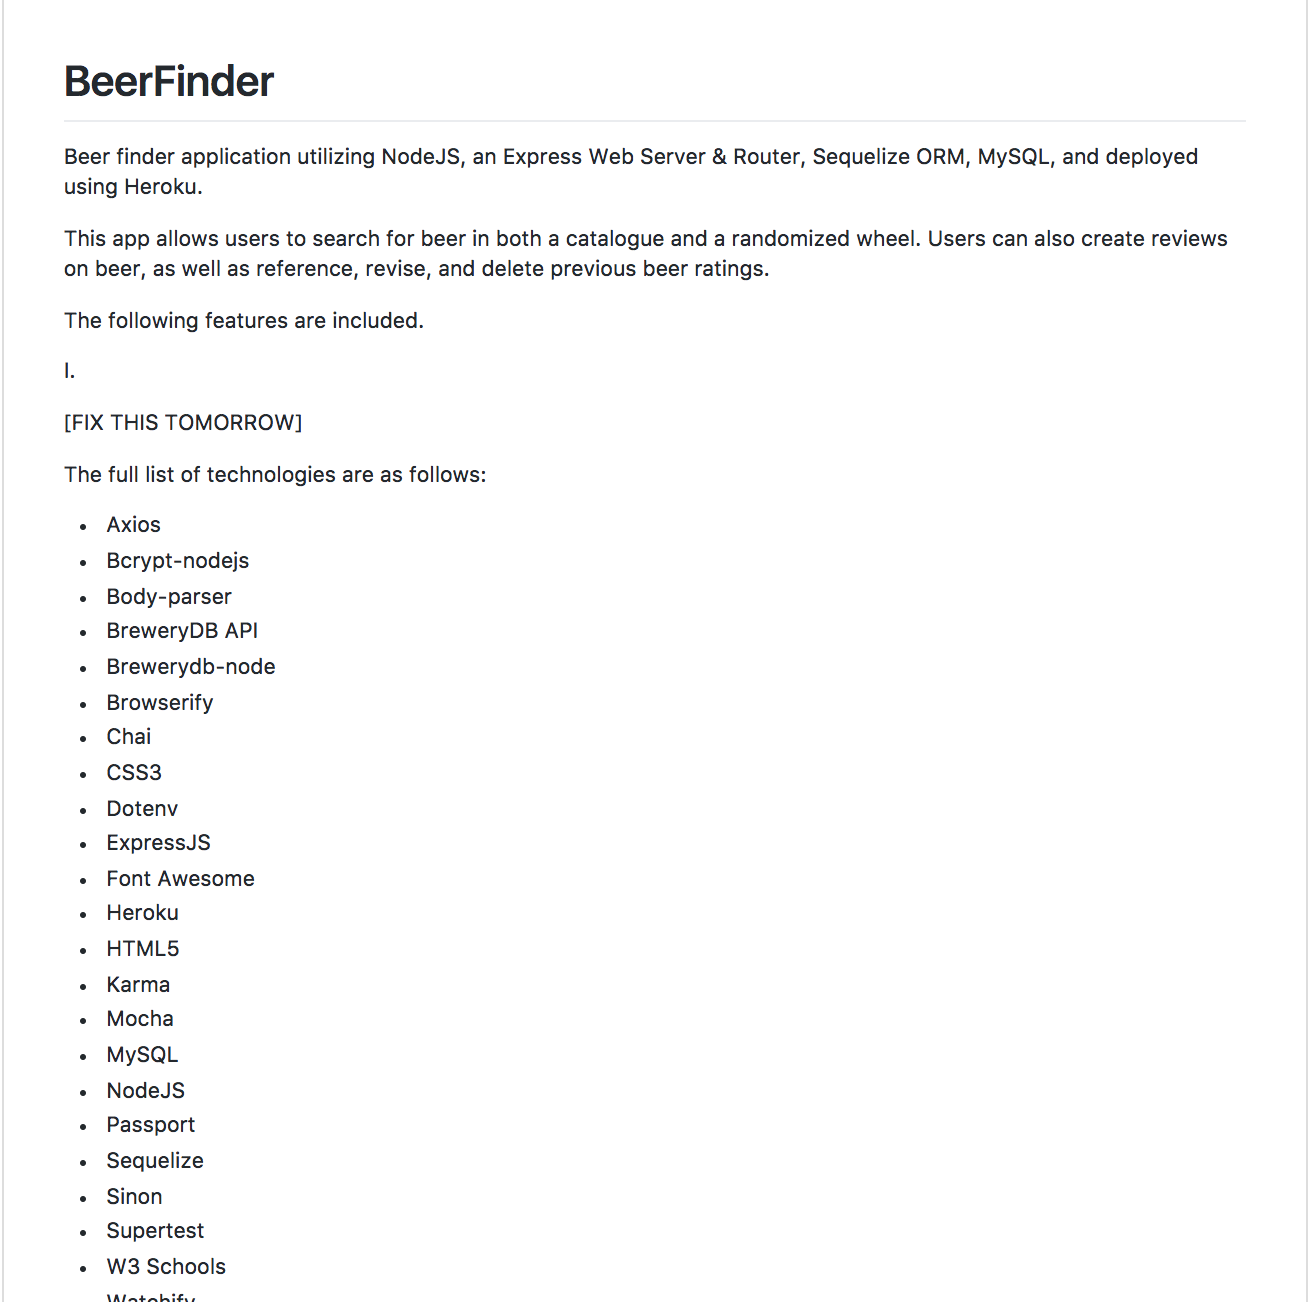 BeerFinder
Beer finder application utilizing NodeJS, an Express Web Server & Router, Sequelize ORM, MySQL, and deployed
using Heroku.
This app allows users to search for beer in both a catalogue and a randomized wheel. Users can also create reviews
on beer, as well as reference, revise, and delete previous beer ratings.
The following features are included.
I.
[FIX THIS TOMORROW]
The full list of technologies are as follows:
• Axios
• Bcrypt-nodejs
• Body-parser
• BreweryDB API
• Brewerydb-node
• Browserify
• Chai
• CSS3
• Dotenv
• ExpressJS
• Font Awesome
• Heroku
• HTML5
• Karma
• Mocha
• MySQL
• NodeJS
• Passport
• Sequelize
• Sinon
• Supertest
• W3 Schools
Watchify